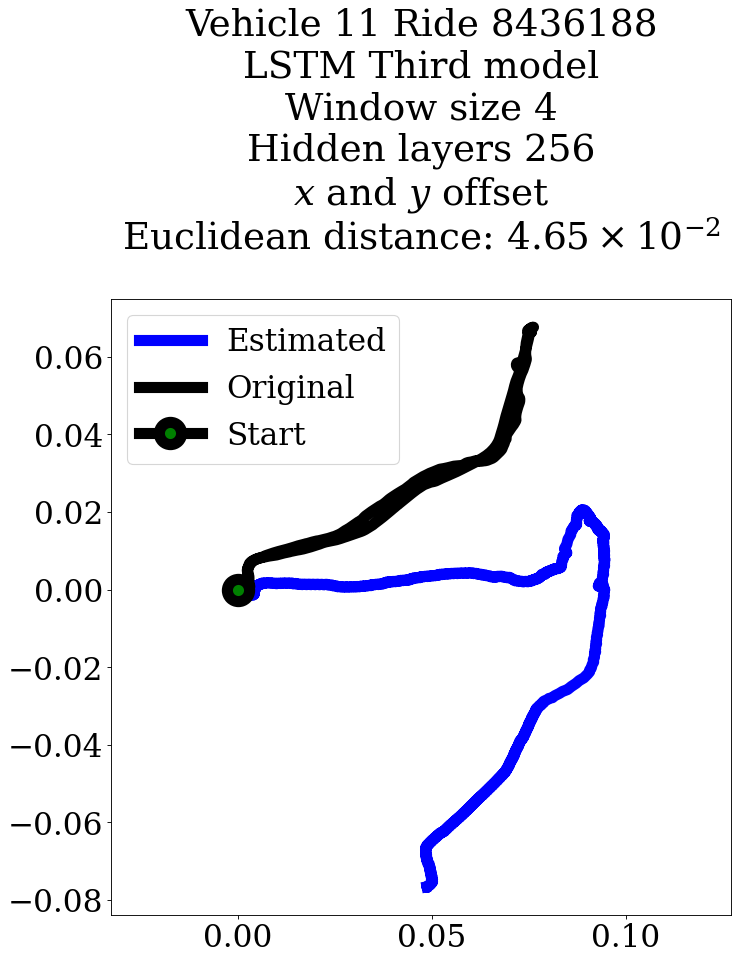 Vehicle 11 Ride 8436188
LSTM Third model
Window size 4
Hidden layers 256
x and y offset
Euclidean distance: 4.65 × 10⁻²
Estimated
Original
Start
0.06
0.04
0.02
0.00
−0.02
−0.04
−0.06
−0.08
0.00 0.05 0.10